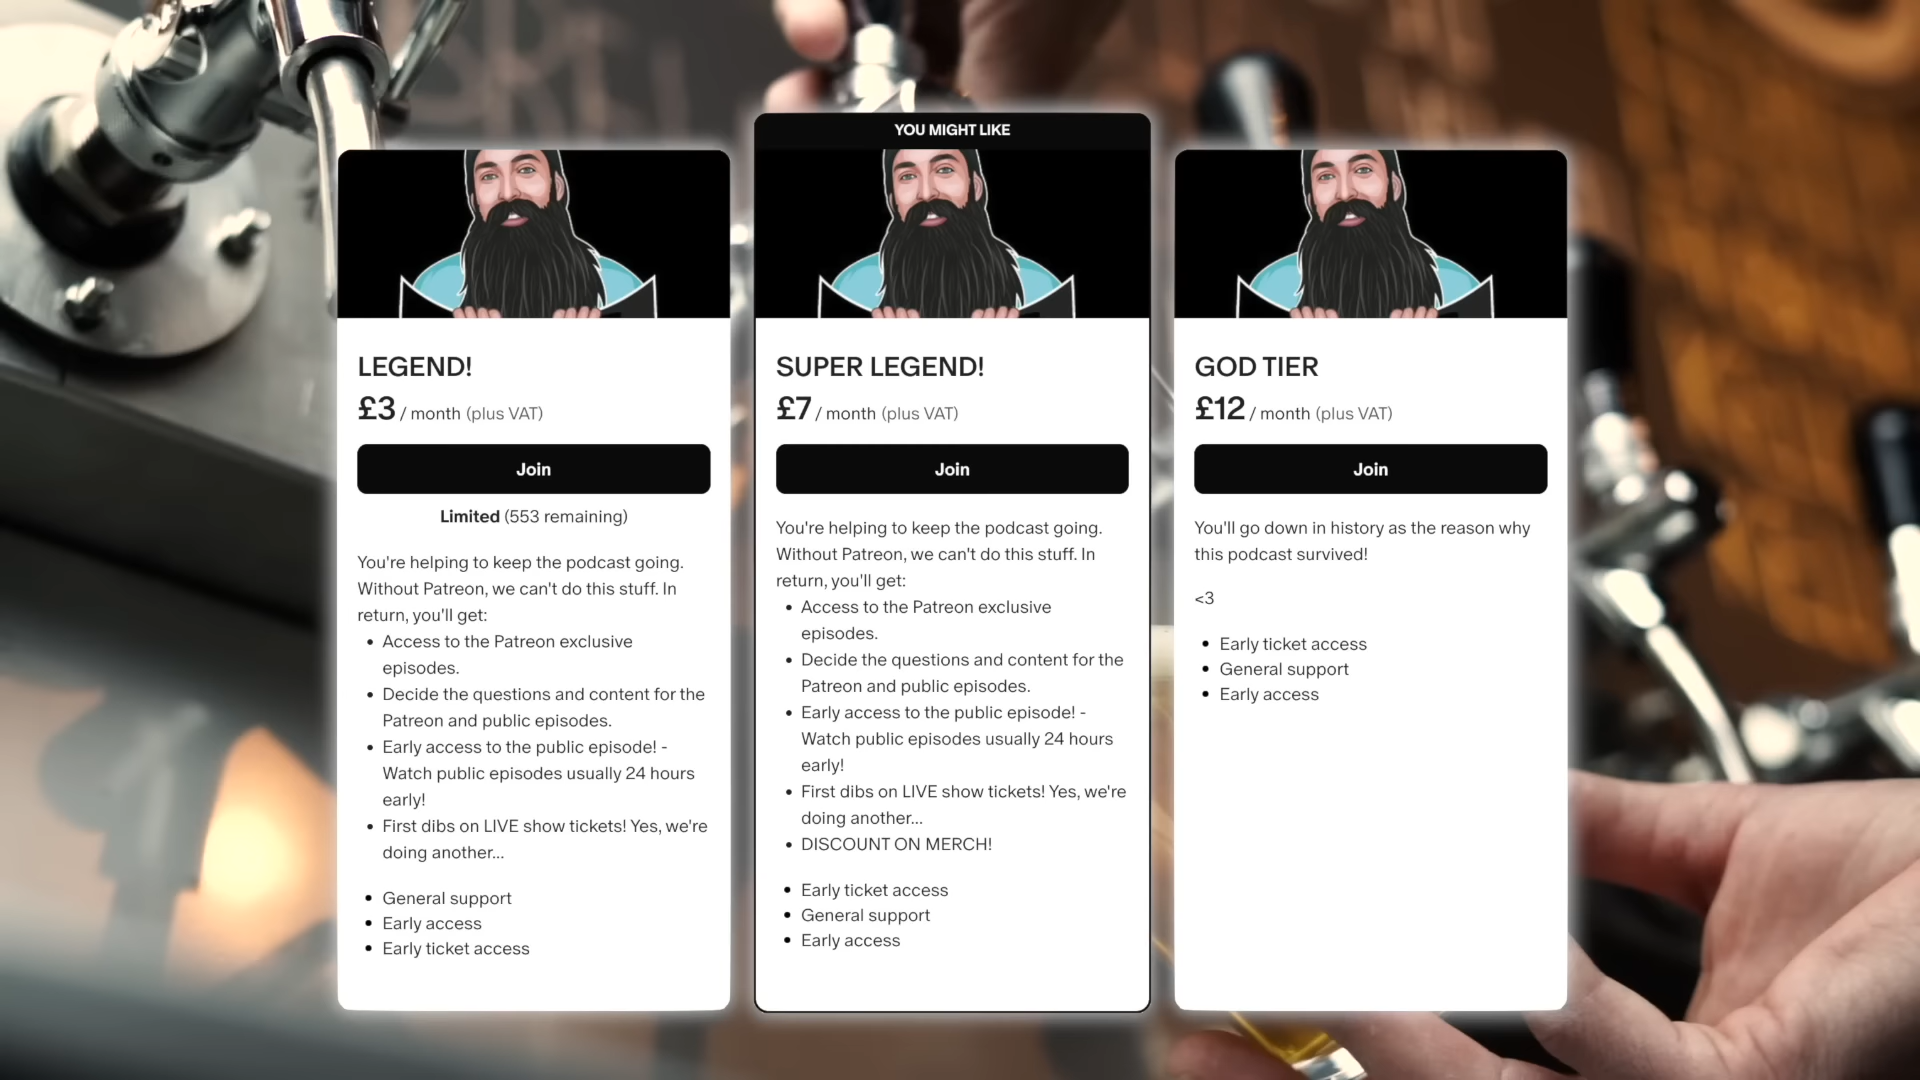 YOU MIGHT LIKE
LEGEND!
£3 / month (plus VAT)
Join
Limited (553 remaining)
You're helping to keep the podcast going.
Without Patreon, we can't do this stuff. In
return, you'll get:
• Access to the Patreon exclusive
episodes.
• Decide the questions and content for the
Patreon and public episodes.
• Early access to the public episode! -
Watch public episodes usually 24 hours
early!
• First dibs on LIVE show tickets! Yes, we're
doing another...
• General support
• Early access
• Early ticket access
SUPER LEGEND!
£7 / month (plus VAT)
Join
You're helping to keep the podcast going.
Without Patreon, we can't do this stuff. In
return, you'll get:
• Access to the Patreon exclusive
episodes.
• Decide the questions and content for the
Patreon and public episodes.
• Early access to the public episode! -
Watch public episodes usually 24 hours
early!
• First dibs on LIVE show tickets! Yes, we're
doing another...
• DISCOUNT ON MERCH!
• Early ticket access
• General support
• Early access
GOD TIER
£12 / month (plus VAT)
Join
You'll go down in history as the reason why
this podcast survived!
<3
• Early ticket access
• General support
• Early access